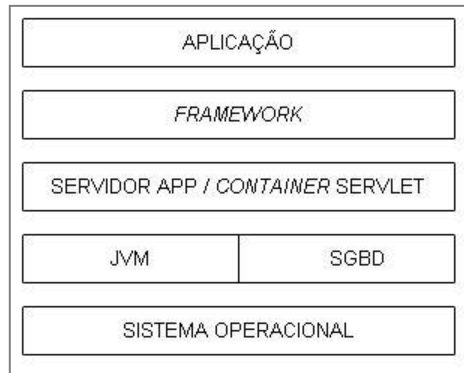 APLICAÇÃO
FRAMEWORK
SERVIDOR APP / CONTAINER SERVLET
JVM SGBD
SISTEMA OPERACIONAL